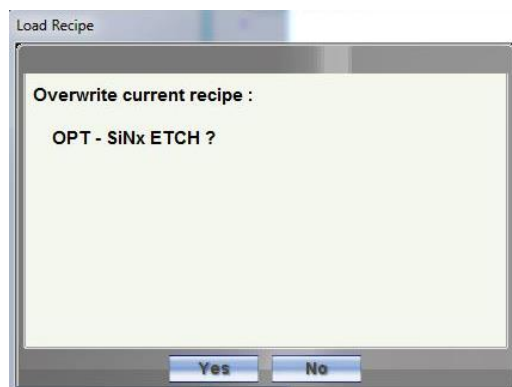 Load Recipe
Overwrite current recipe :
OPT - SiNx ETCH ?
Yes No